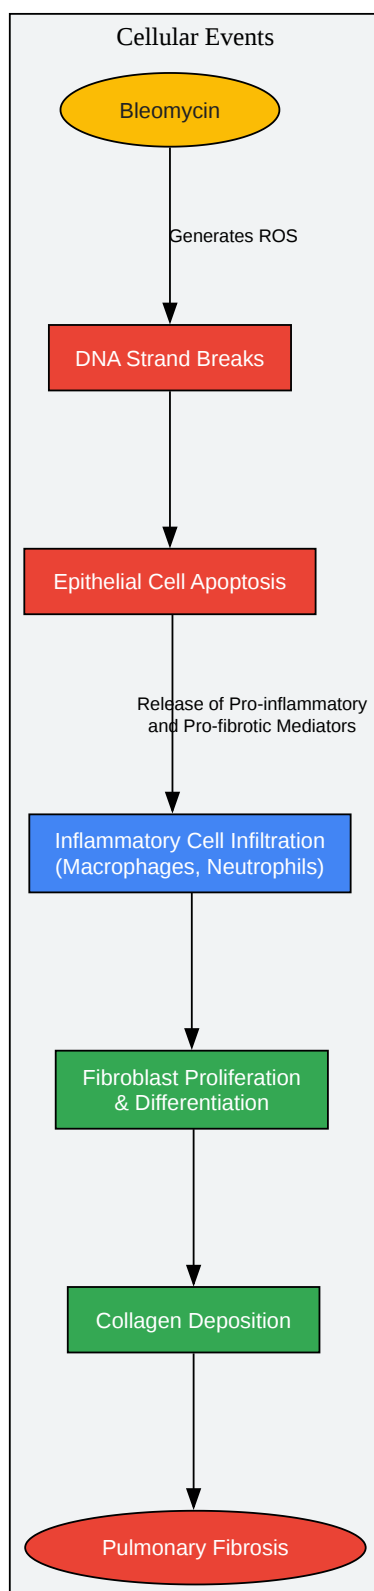 Cellular Events
Bleomycin
Generates ROS
DNA Strand Breaks
Epithelial Cell Apoptosis
Release of Pro-inflammatory
and Pro-fibrotic Mediators
Inflammatory Cell Infiltration
(Macrophages, Neutrophils)
Fibroblast Proliferation
& Differentiation
Collagen Deposition
Pulmonary Fibrosis